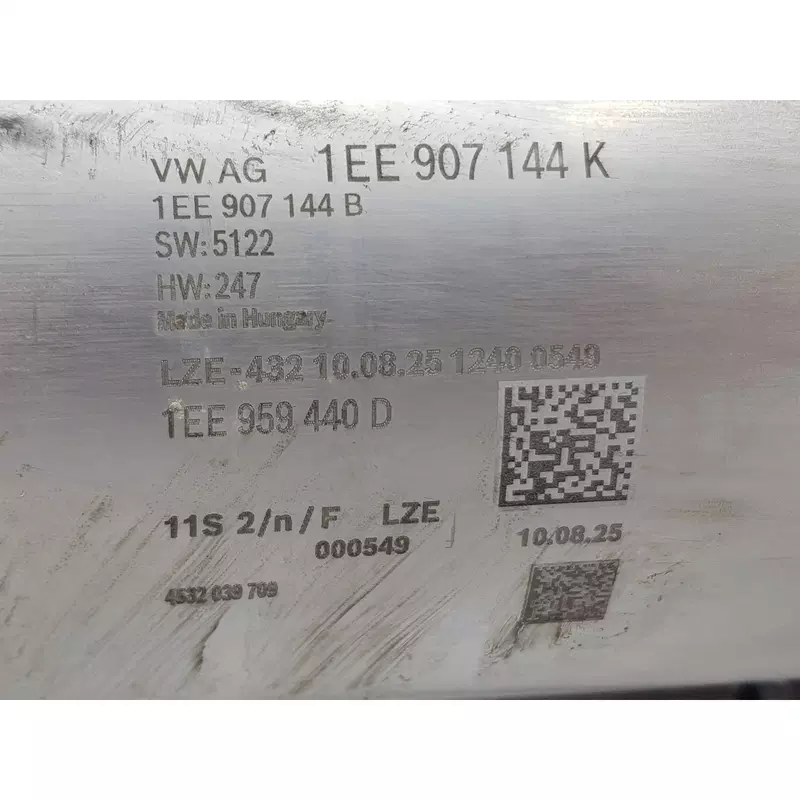 VW AG 1EE 907 144 K
1EE 907 144 B
SW:5122
HW:247
Made in Hungary
LZE-432 10.08.25 1240 0549
1EE 959 440 D
11S 2/n/F LZE
000549
10.08.25
4532 039 709